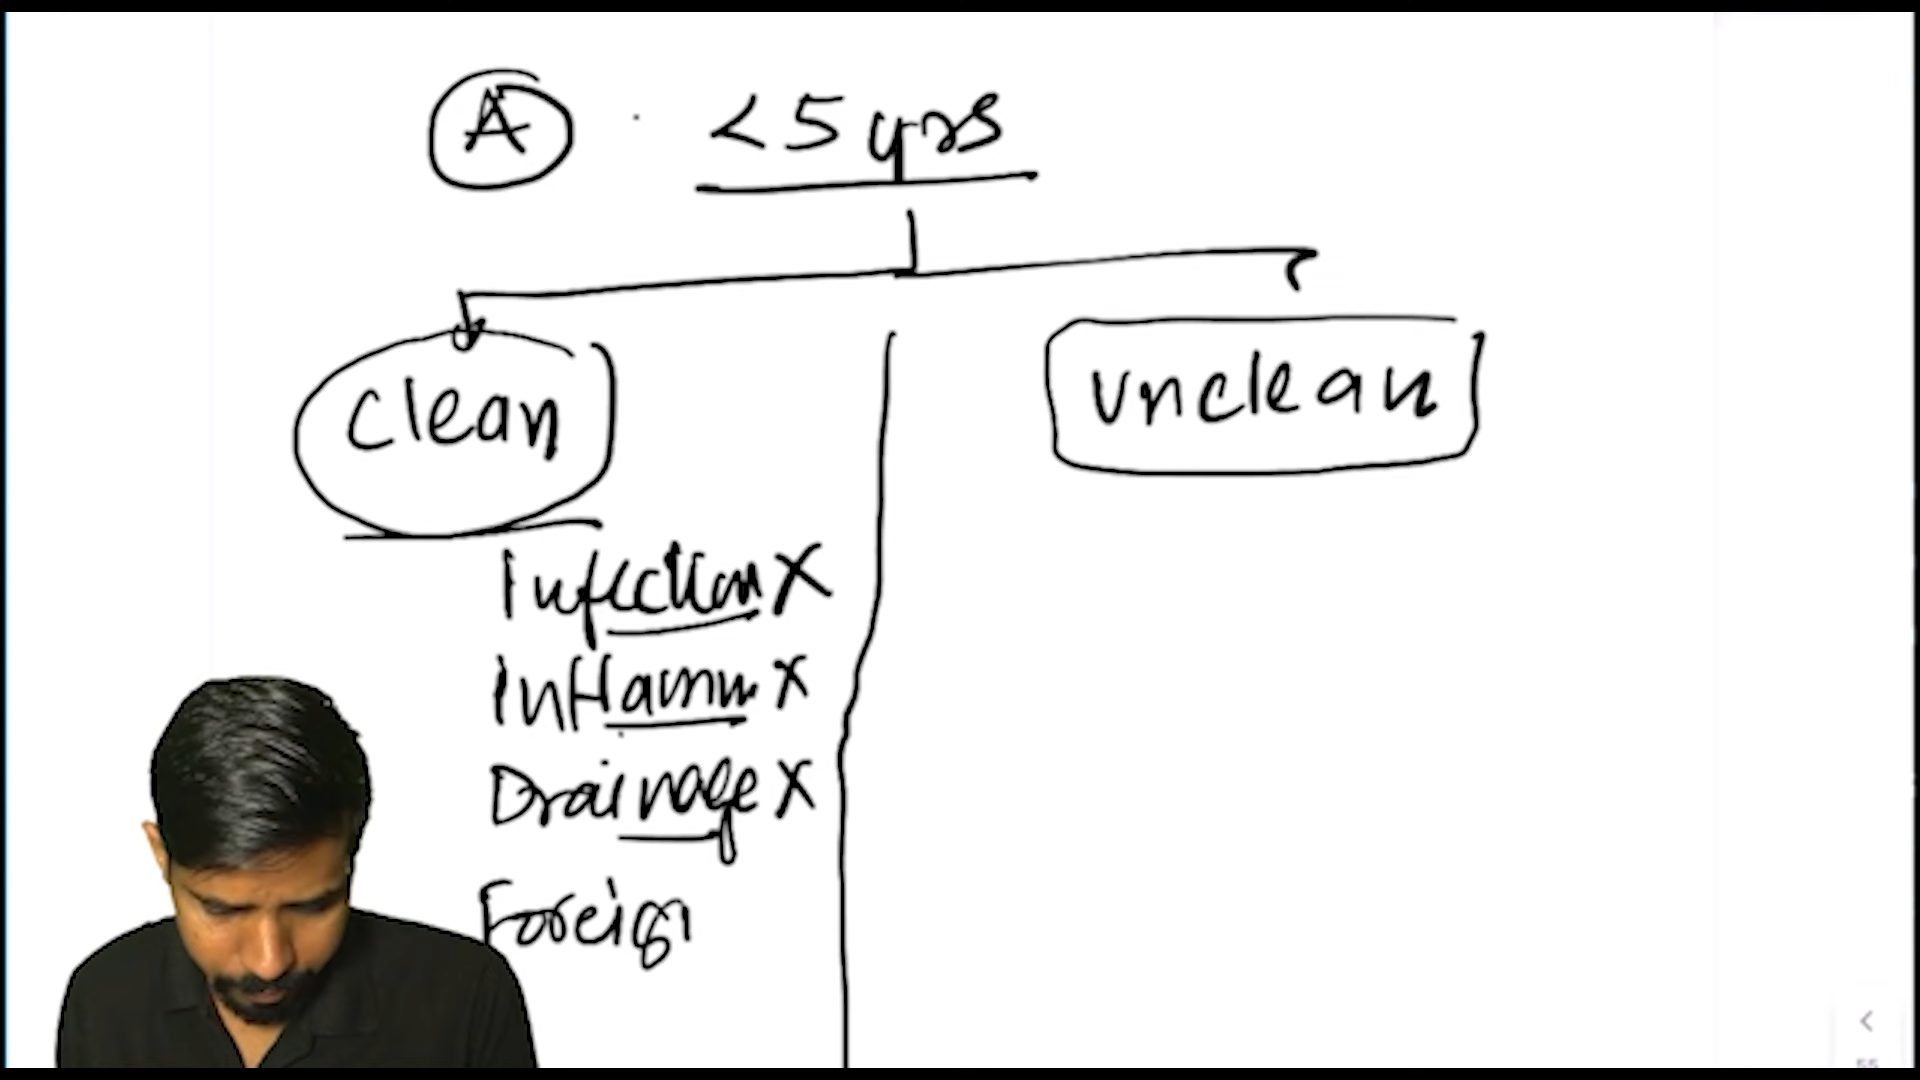 A < 5 yrs
clean
unclean
Infection X
Inflamm X
Drainage X
Foreign